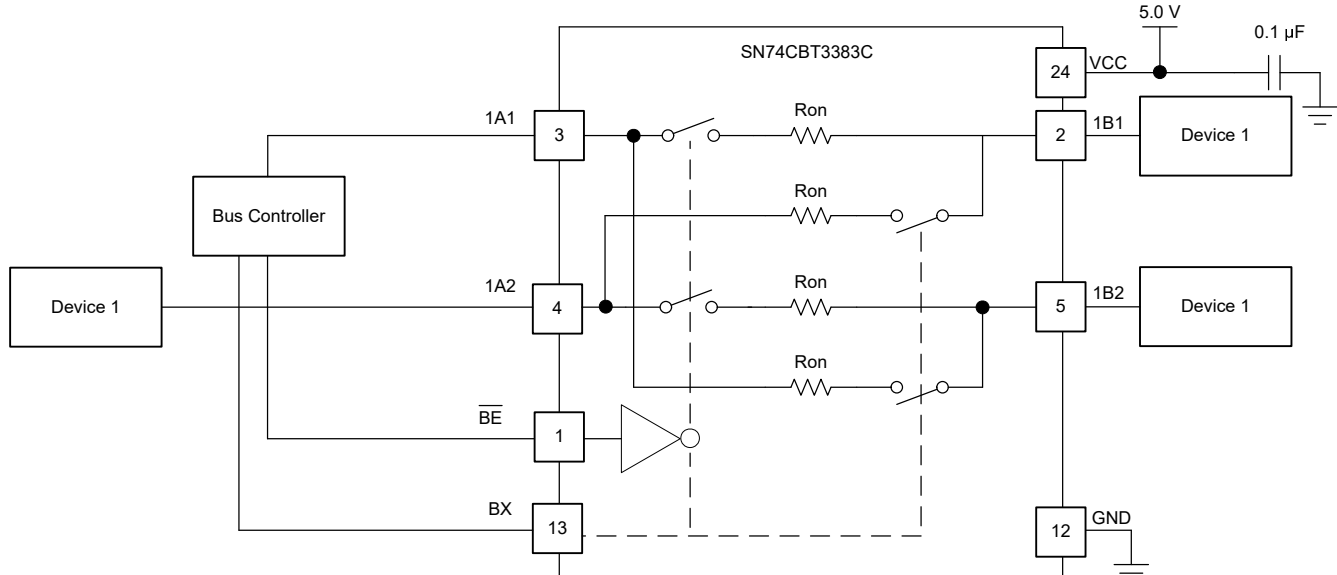 5.0 V
0.1 µF
SN74CBT3383C
24
VCC
1A1
3
Ron
2
1B1
Device 1
Bus Controller
Ron
Device 1
1A2
4
Ron
5
1B2
Device 1
Ron
BE
1
BX
13
12
GND